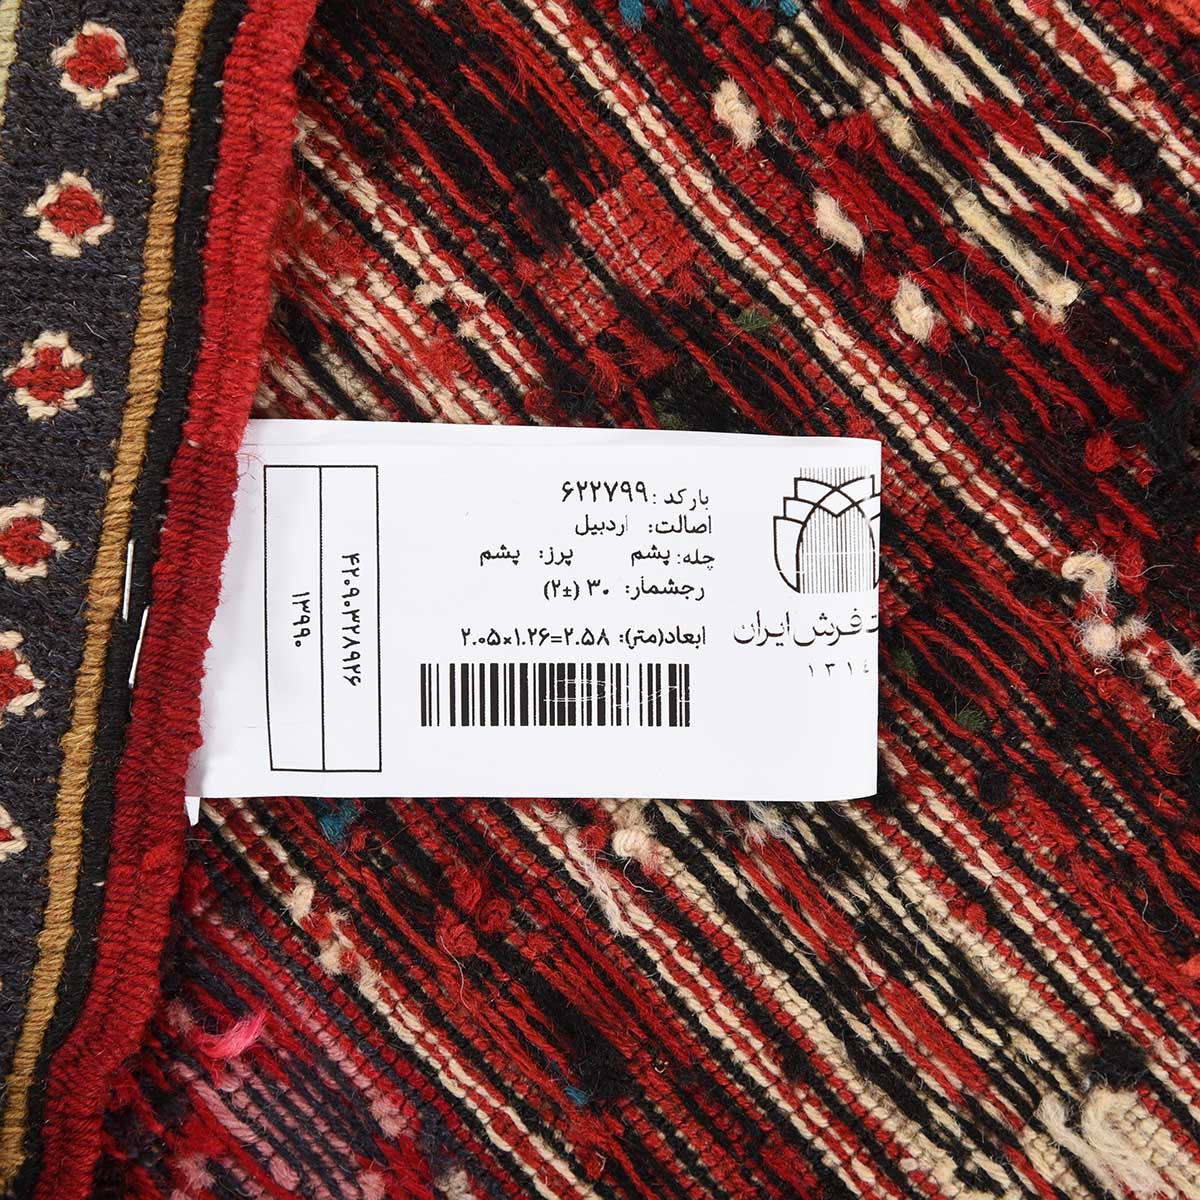 بارکد: ۶۲۲۷۹۹
اصالت: اردبیل
چله: پشم پرز: پشم
رجشمار: ۳۰ (±۲)
ابعاد(متر): ۲.۰۵×۱.۲۶=۲.۵۸
فرش ایران
۱۳۱٤
۴۲۰۹۰۳۲۸۹۲۶
۱۳۹۹۰